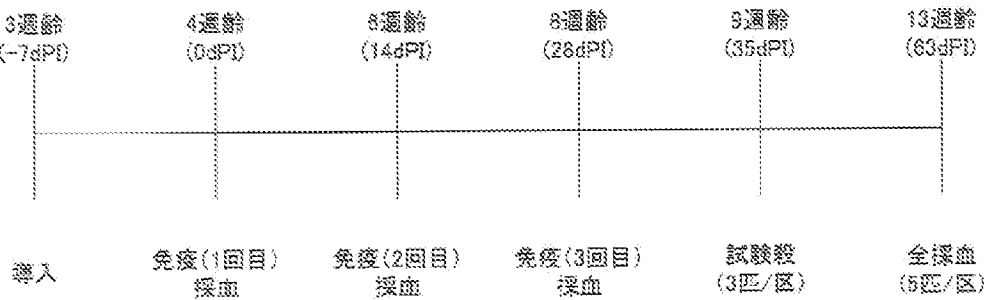 3週齢 4週齢 6週齢 8週齢 9週齢 13週齢
(-7dPI) (0dPI) (14dPI) (28dPI) (35dPI) (63dPI)
導入 免疫(1回目) 免疫(2回目) 免疫(3回目) 試験殺 全採血
採血 採血 採血 (3匹/区) (5匹/区)